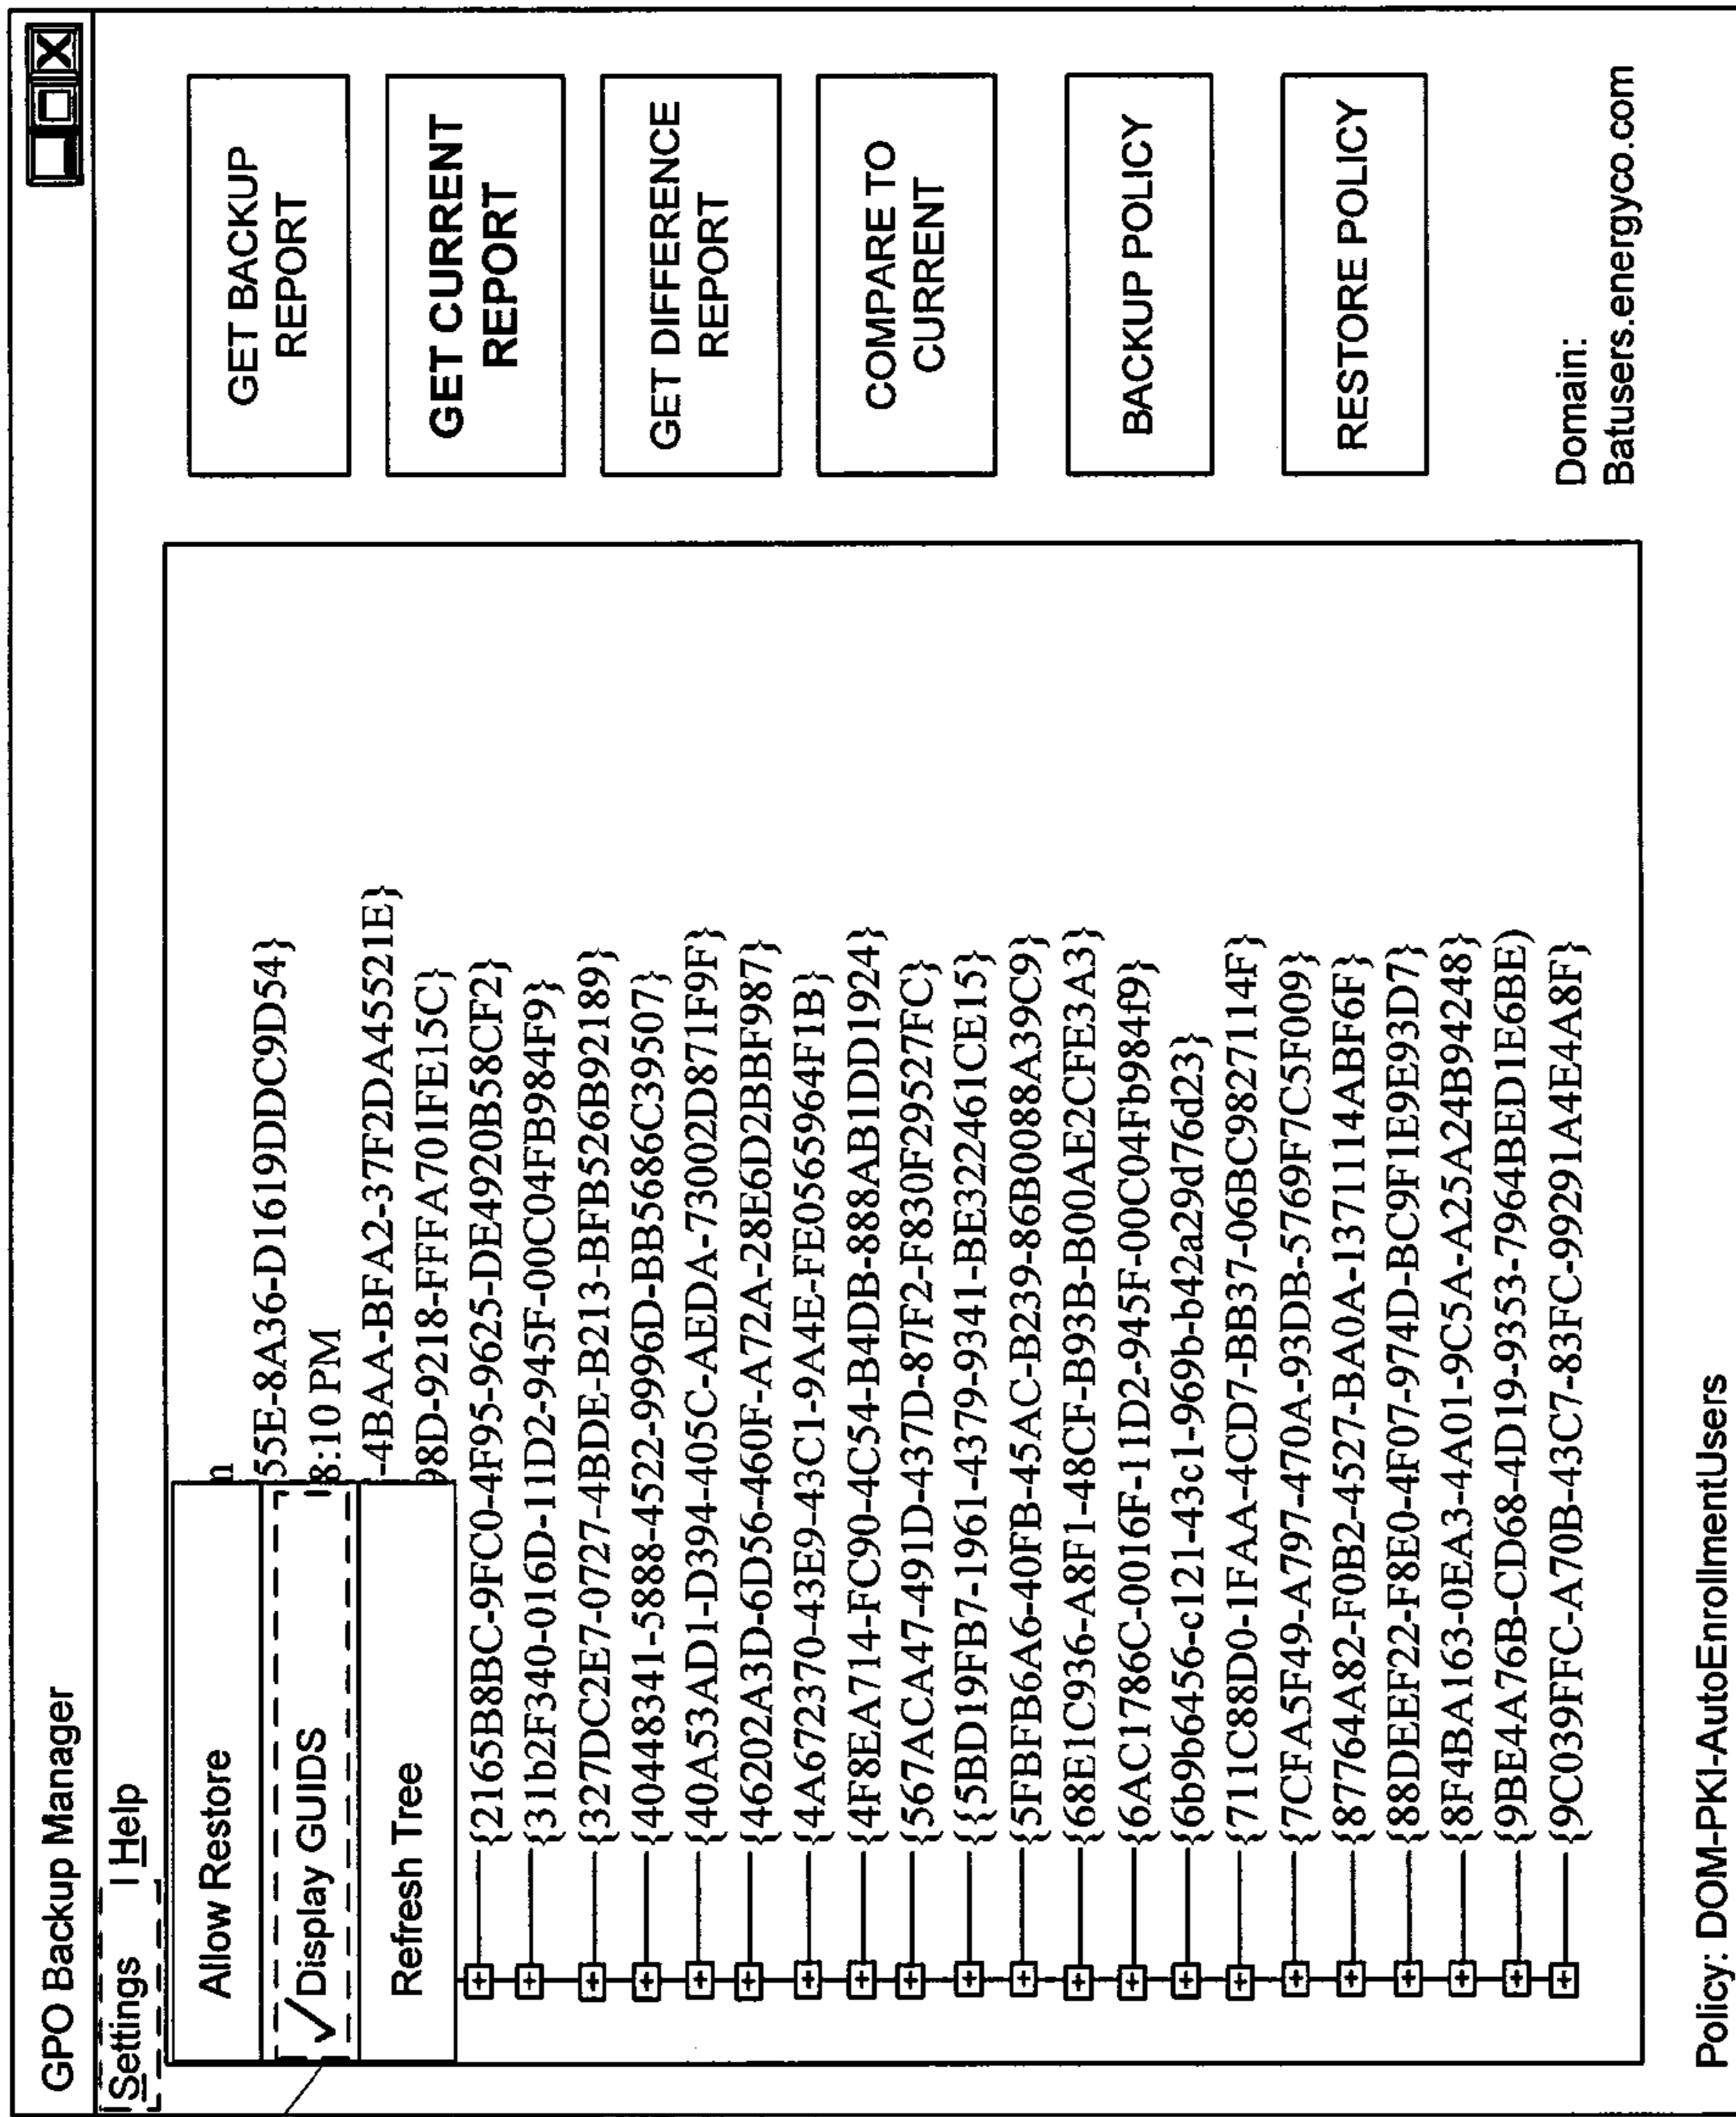 GPO Backup Manager
Settings | Help
Allow Restore
✓Display GUIDS
Refresh Tree
n
55E-8A36-D1619DDC9D54}
8:10 PM
-4BAA-BFA2-37F2DA45521E}
98D-9218-FFFA701FE15C}
{2165B8BC-9FC0-4F95-9625-DE4920B58CF2}
{31b2F340-016D-11D2-945F-00C04FB984F9}
{327DC2E7-0727-4BDE-B213-BFB526B92189}
{40448341-5888-4522-9996D-BB5686C395507}
{40A53AD1-D394-405C-AEDA-73002D871F9F}
{46202A3D-6D56-460F-A72A-28E6D2BBF987}
{4A672370-43E9-43C1-9A4E-FE0565964F1B}
{4F8EA714-FC90-4C54-B4DB-888AB1DD1924}
{567ACA47-491D-437D-87F2-F830F29527FC}
{{5BD19FB7-1961-4379-9341-BE322461CE15}
{5FBFB6A6-40FB-45AC-B239-86B0088A39C9}
{68E1C936-A8F1-48CF-B93B-B00AE2CFE3A3}
{6AC1786C-0016F-11D2-945F-00C04Fb984f9}
{6b9b6456-c121-43c1-969b-b42a29d76d23}
{711C88D0-1FAA-4CD7-BB37-06BC9827114F}
{7CFA5F49-A797-470A-93DB-5769F7C5F009}
{87764A82-F0B2-4527-BA0A-1371114ABF6F}
{88DEEF22-F8E0-4F07-974D-BC9F1E9E93D7}
{8F4BA163-0EA3-4A01-9C5A-A25A24B94248}
{9BE4A76B-CD68-4D19-9353-7964BED1E6BE)
{9C039FFC-A70B-43C7-83FC-99291A4E4A8F}
GET BACKUP
REPORT
GET CURRENT
REPORT
GET DIFFERENCE
REPORT
COMPARE TO
CURRENT
BACKUP POLICY
RESTORE POLICY
Domain:
Batusers.energyco.com
Policy: DOM-PKI-AutoEnrollmentUsers